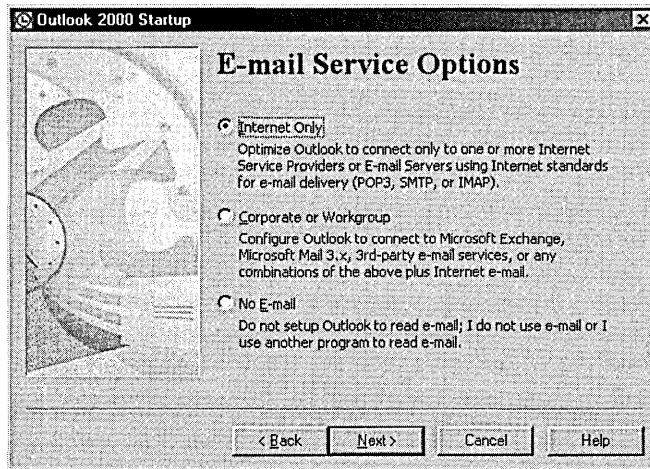 Outlook 2000 Startup
E-mail Service Options
Internet Only
Optimize Outlook to connect only to one or more Internet
Service Providers or E-mail Servers using Internet standards
for e-mail delivery (POP3, SMTP, or IMAP).
Corporate or Workgroup
Configure Outlook to connect to Microsoft Exchange,
Microsoft Mail 3.x, 3rd-party e-mail services, or any
combinations of the above plus Internet e-mail.
No E-mail
Do not setup Outlook to read e-mail; I do not use e-mail or I
use another program to read e-mail.
< Back
Next >
Cancel
Help